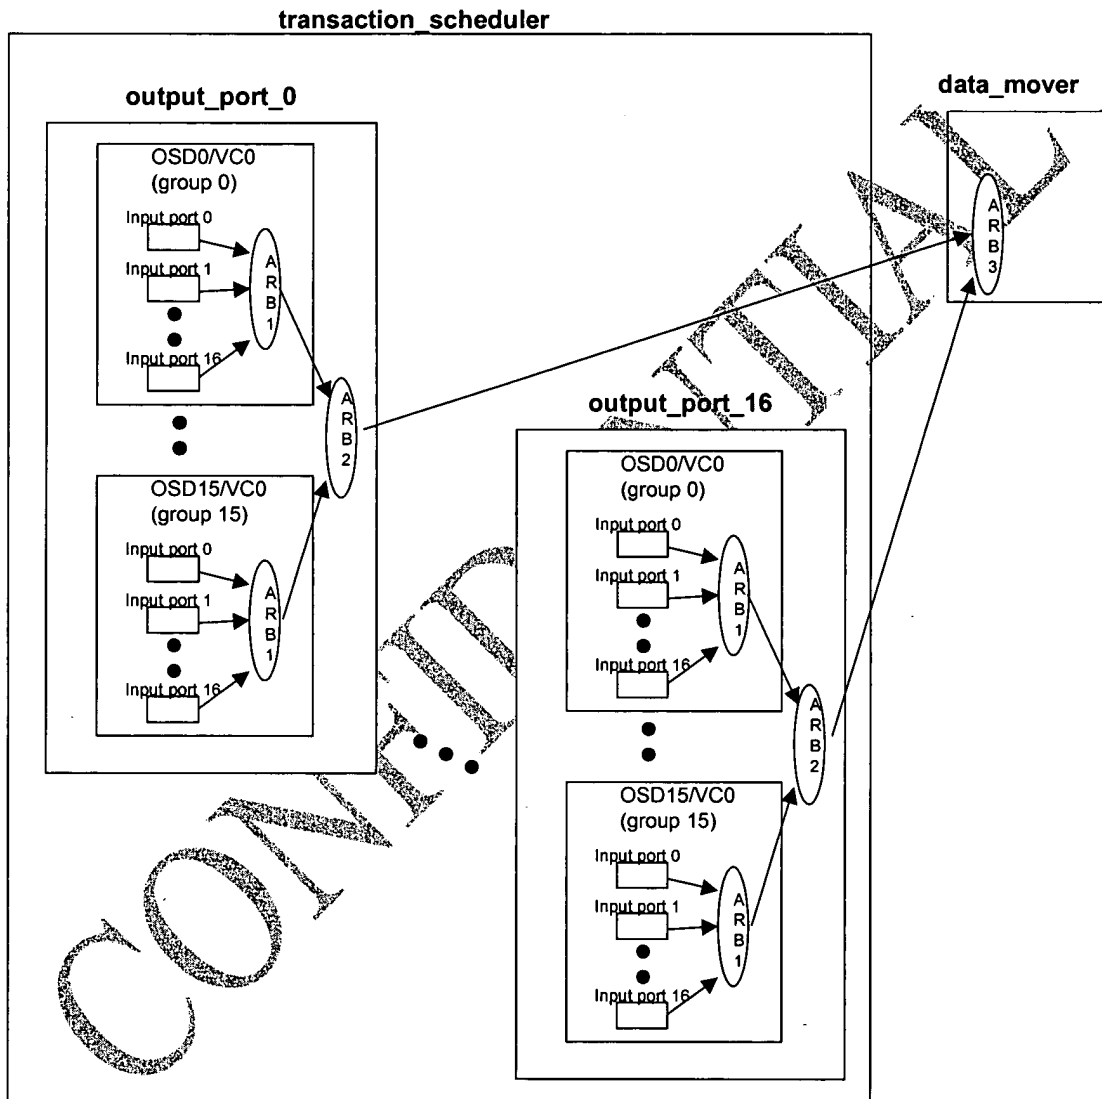 transaction_scheduler
data_mover
A
R
B
3
output_port_0
OSD0/VC0
(group 0)
Input port 0
Input port 1
Input port 16
A
R
B
1
A
R
B
2
OSD15/VC0
(group 15)
Input port 0
Input port 1
Input port 16
A
R
B
1
output_port_16
OSD0/VC0
(group 0)
Input port 0
Input port 1
Input port 16
A
R
B
1
A
R
B
2
OSD15/VC0
(group 15)
Input port 0
Input port 1
Input port 16
A
R
B
1
CONFIDENTIAL